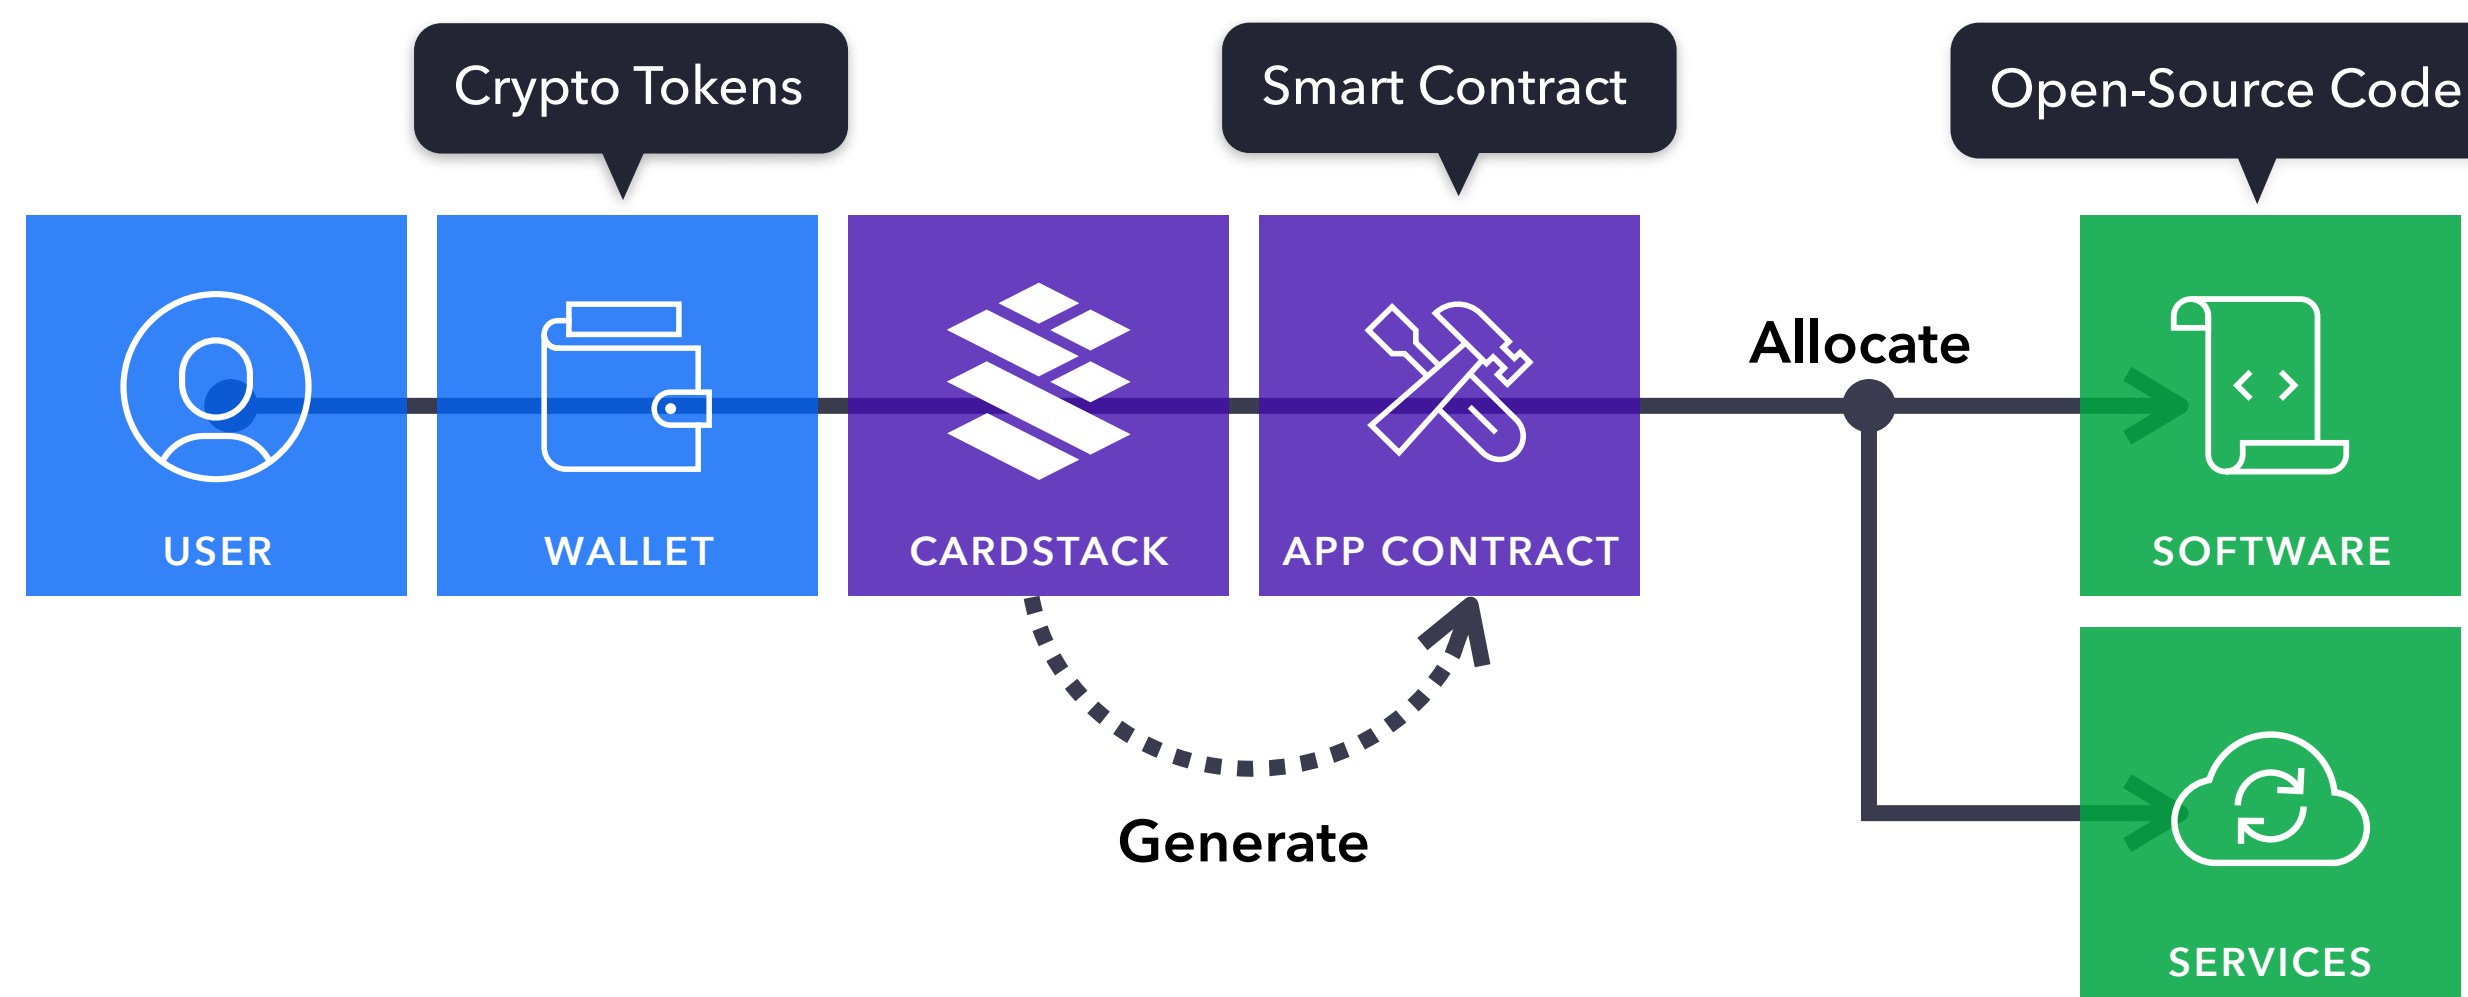 Crypto Tokens
Smart Contract
Open-Source Code
Allocate
USER
WALLET
CARDSTACK
APP CONTRACT
SOFTWARE
Generate
SERVICES